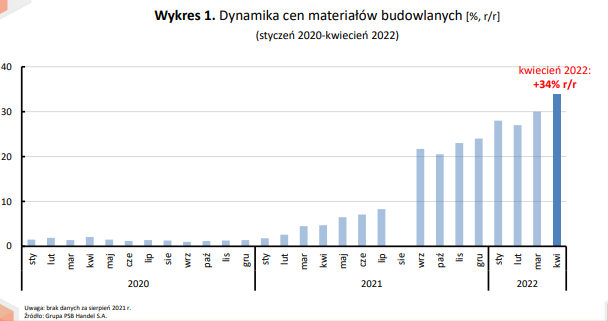 Wykres 1. Dynamika cen materiałów budowlanych [%, r/r]
(styczeń 2020-kwiecień 2022)
kwiecień 2022:
+34% r/r
40
30
20
10
0
sty lut mar kwi maj cze lip sie wrz paź lis gru sty lut mar kwi maj cze lip sie wrz paź lis gru sty lut mar kwi
2020 2021 2022
Uwaga: brak danych za sierpień 2021 r.
Źródło: Grupa PSB Handel S.A.